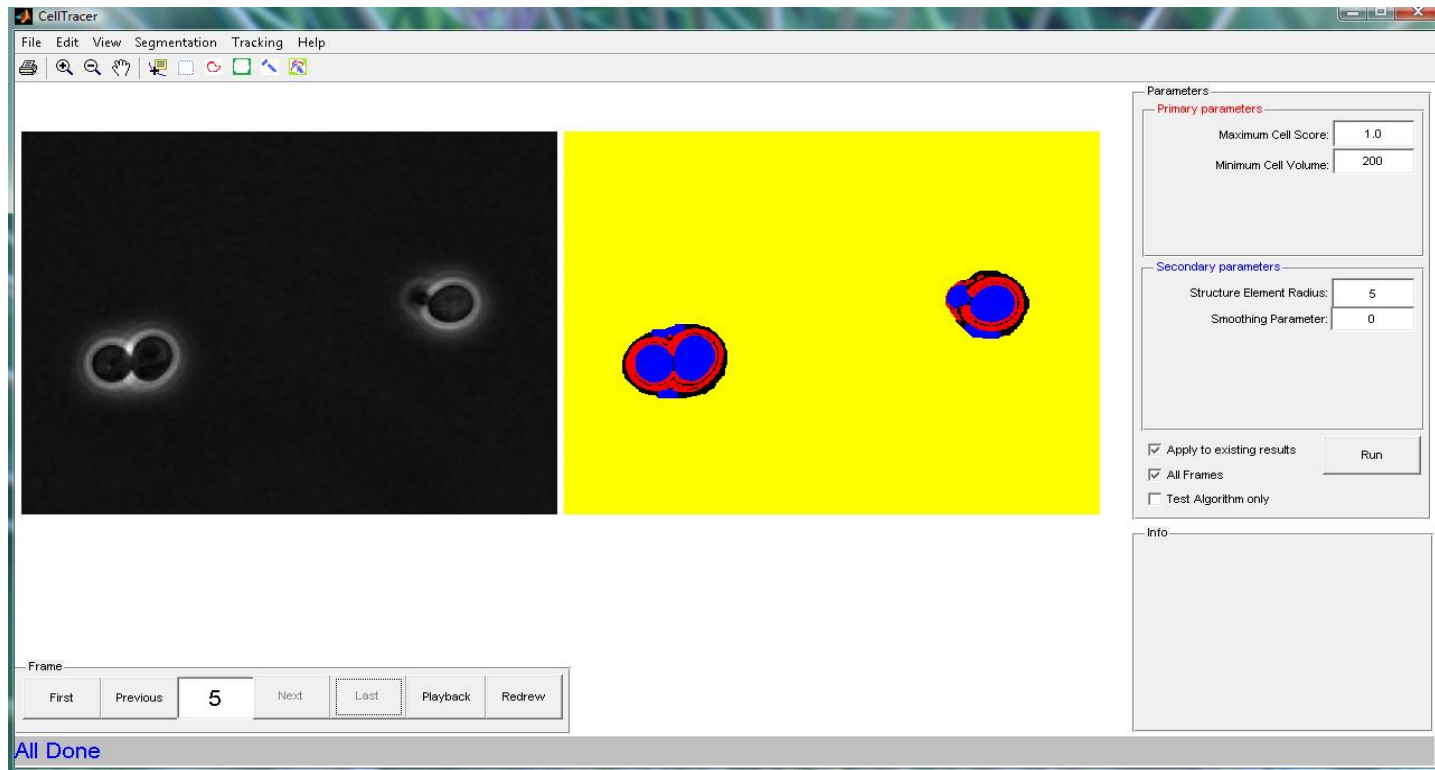 CellTracer
File Edit View Segmentation Tracking Help
Parameters
Primary parameters
Maximum Cell Score: 1.0
Minimum Cell Volume: 200
Secondary parameters
Structure Element Radius: 5
Smoothing Parameter: 0
Apply to existing results
Run
All Frames
Test Algorithm only
Info
Frame
First Previous 5 Next Last Playback Redrew
All Done